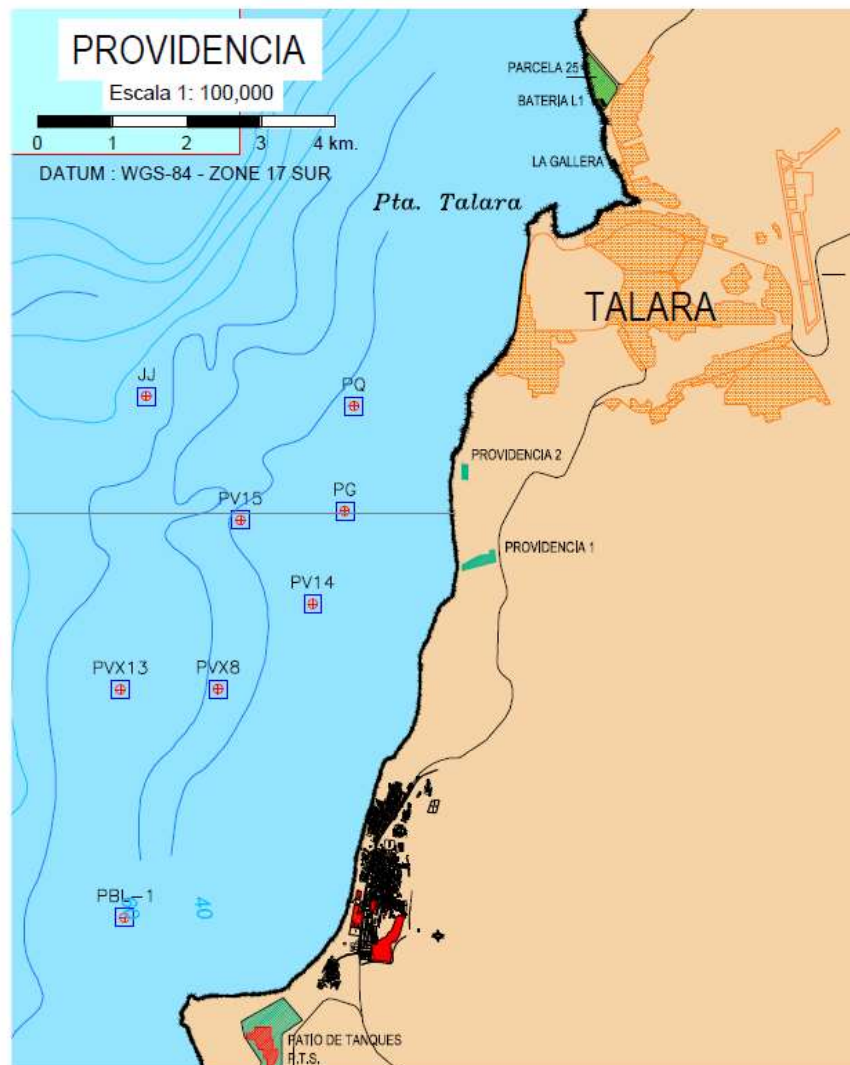 PROVIDENCIA
Escala 1: 100,000
0 1 2 3 4 km.
DATUM : WGS-84 - ZONE 17 SUR
PARCELA 25
BATERIA L1
LA GALLERA
Pta. Talara
TALARA
JJ
PQ
PROVIDENCIA 2
PV15
PG
PROVIDENCIA 1
PV14
PVX13
PVX8
PBL-1
40
PATIO DE TANQUES
P.T.S.